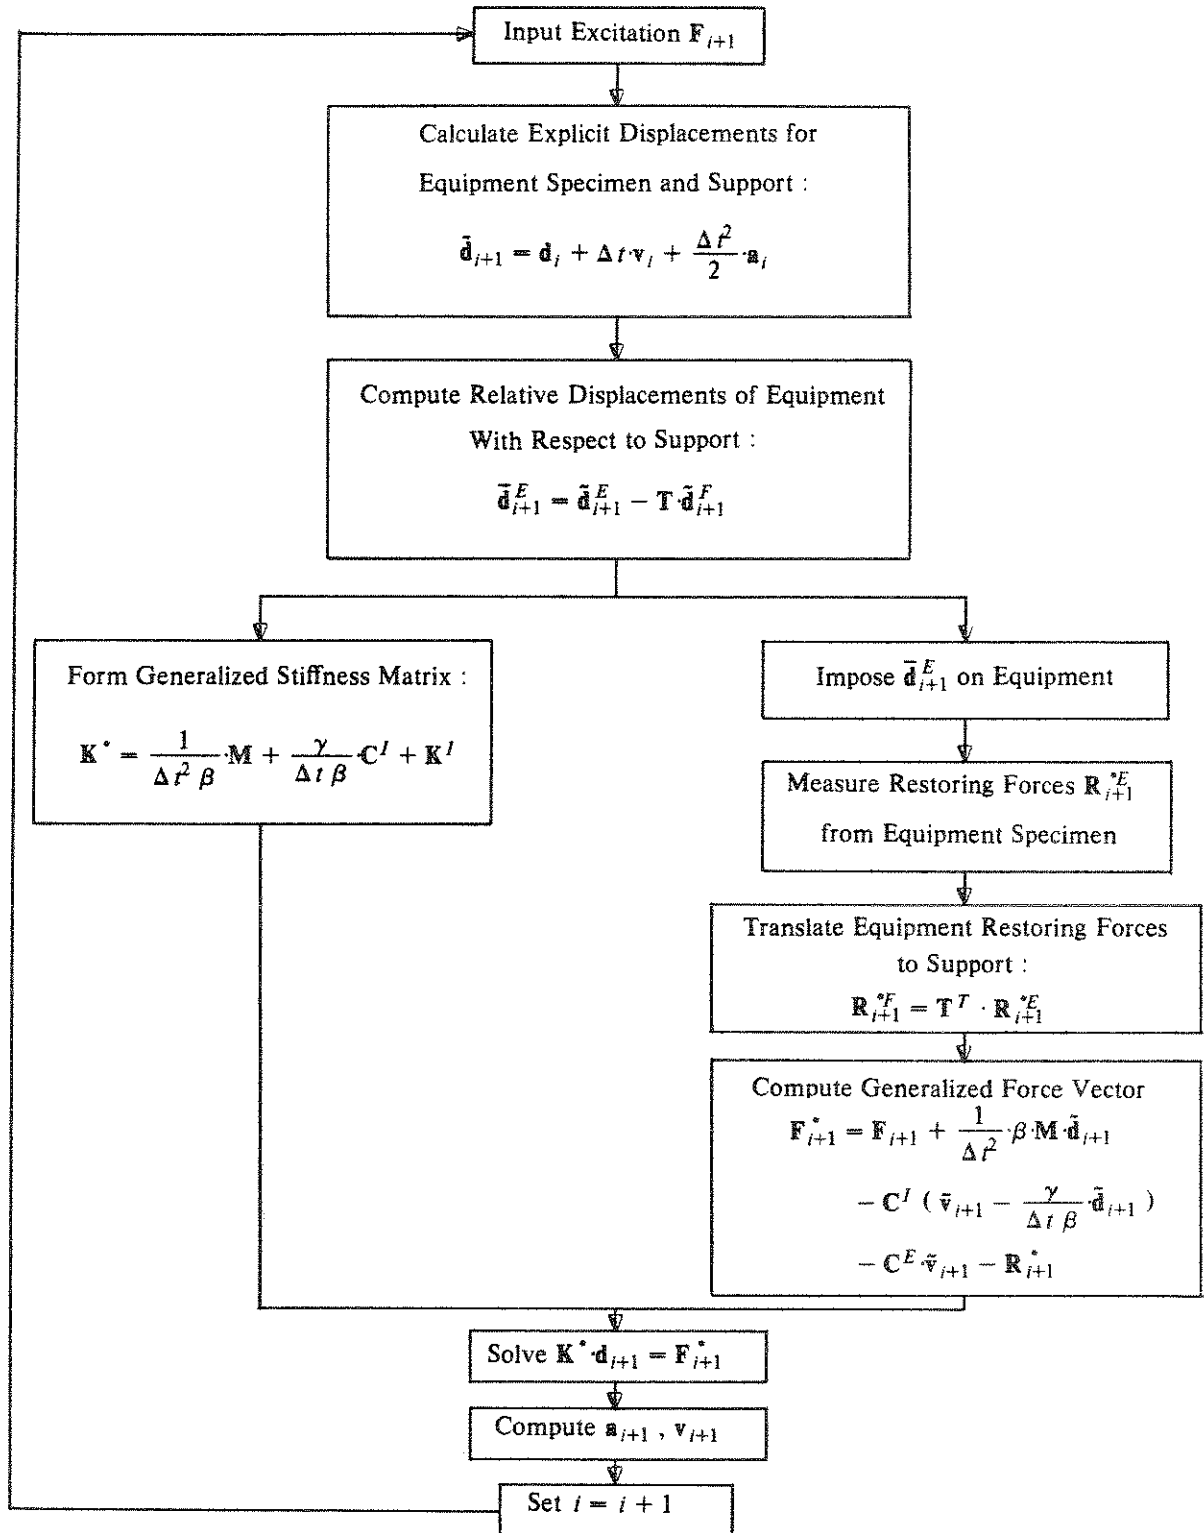 Input Excitation F_{i+1}
Calculate Explicit Displacements for
Equipment Specimen and Support :
d̃_{i+1} = d_i + Δt·v_i + Δt²/2·a_i
Compute Relative Displacements of Equipment
With Respect to Support :
d̄^E_{i+1} = d̃^E_{i+1} − T·d̃^F_{i+1}
Form Generalized Stiffness Matrix :
K* = 1/(Δt² β)·M + γ/(Δt β)·C^I + K^I
Impose d̄^E_{i+1} on Equipment
Measure Restoring Forces R*^E_{i+1}
from Equipment Specimen
Translate Equipment Restoring Forces
to Support :
R*^F_{i+1} = T^T · R*^E_{i+1}
Compute Generalized Force Vector
F*_{i+1} = F_{i+1} + 1/Δt²·β·M·d̃_{i+1}
− C^I ( ṽ_{i+1} − γ/(Δt β)·d̃_{i+1} )
− C^E·ṽ_{i+1} − R*_{i+1}
Solve K*·d_{i+1} = F*_{i+1}
Compute a_{i+1} , v_{i+1}
Set i = i + 1